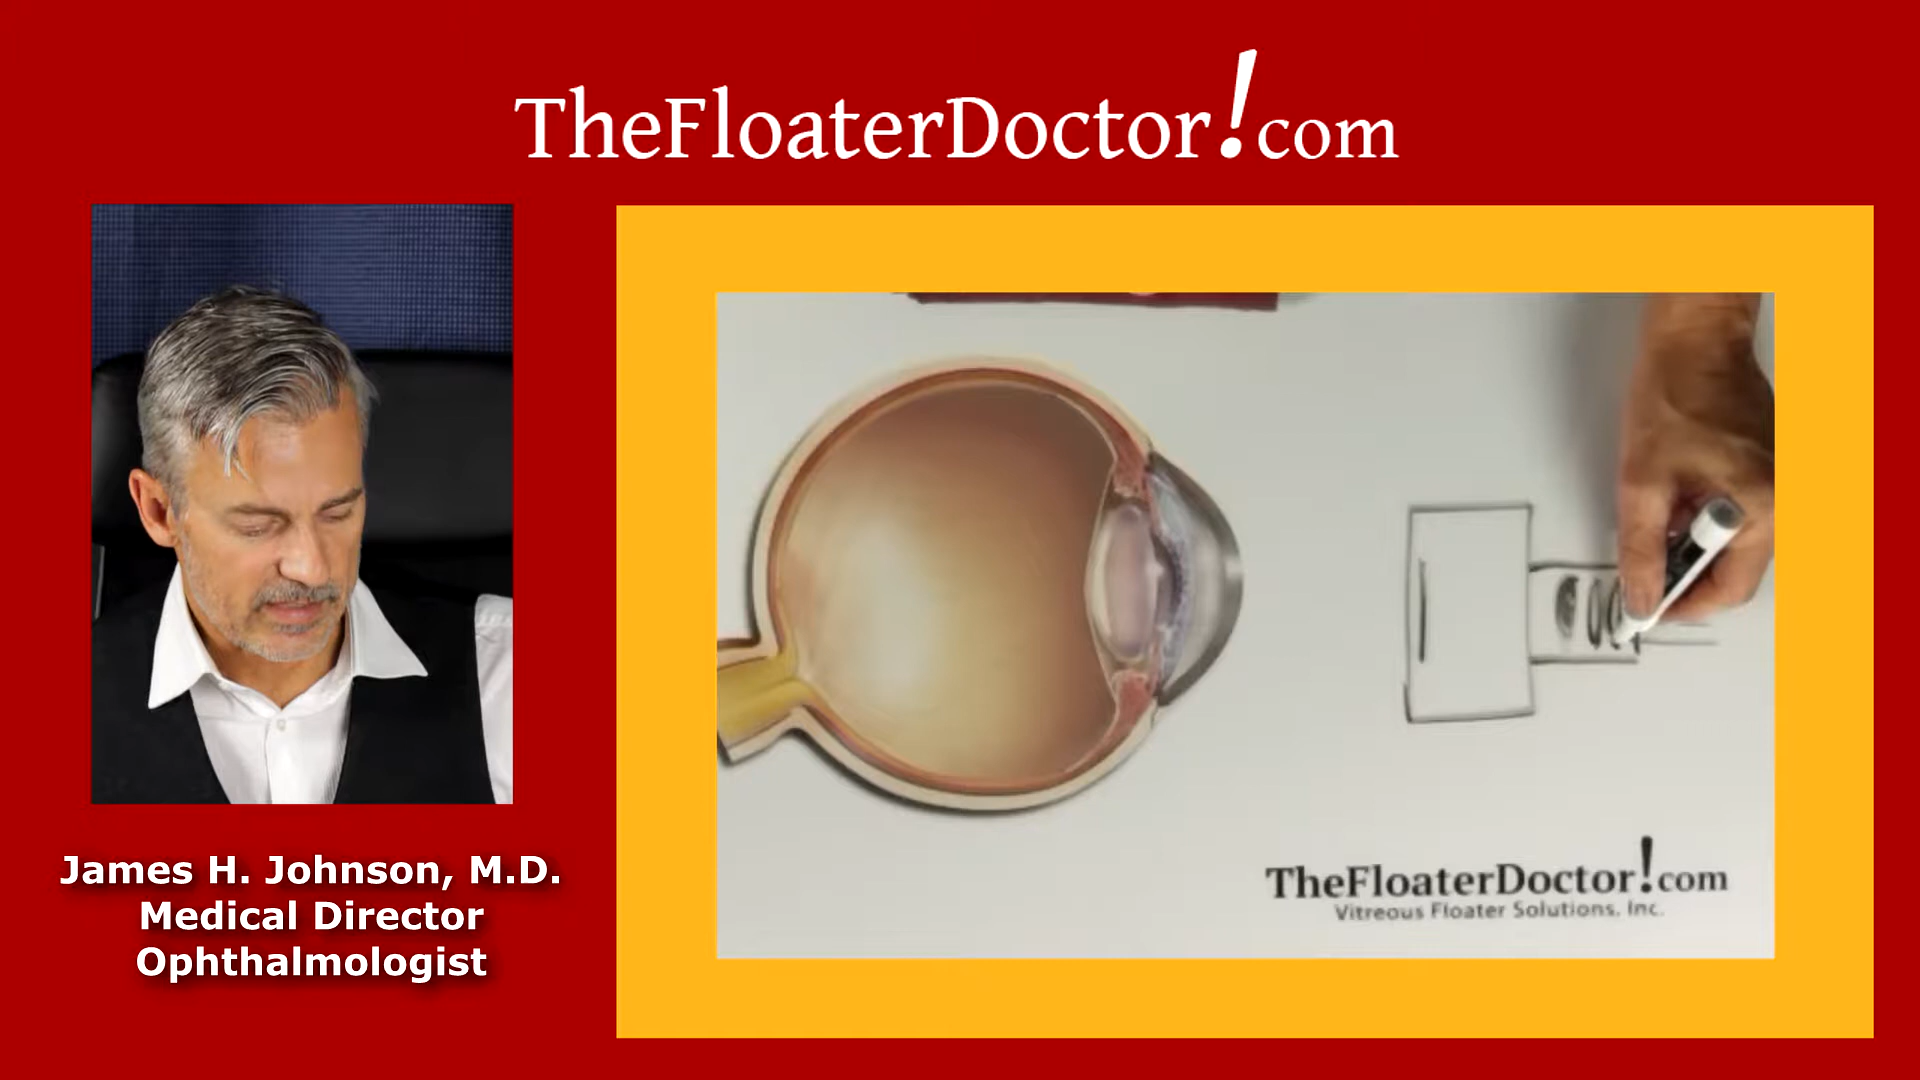 TheFloaterDoctor!com
James H. Johnson, M.D.
Medical Director
Ophthalmologist
TheFloaterDoctor!com
Vitreous Floater Solutions, Inc.